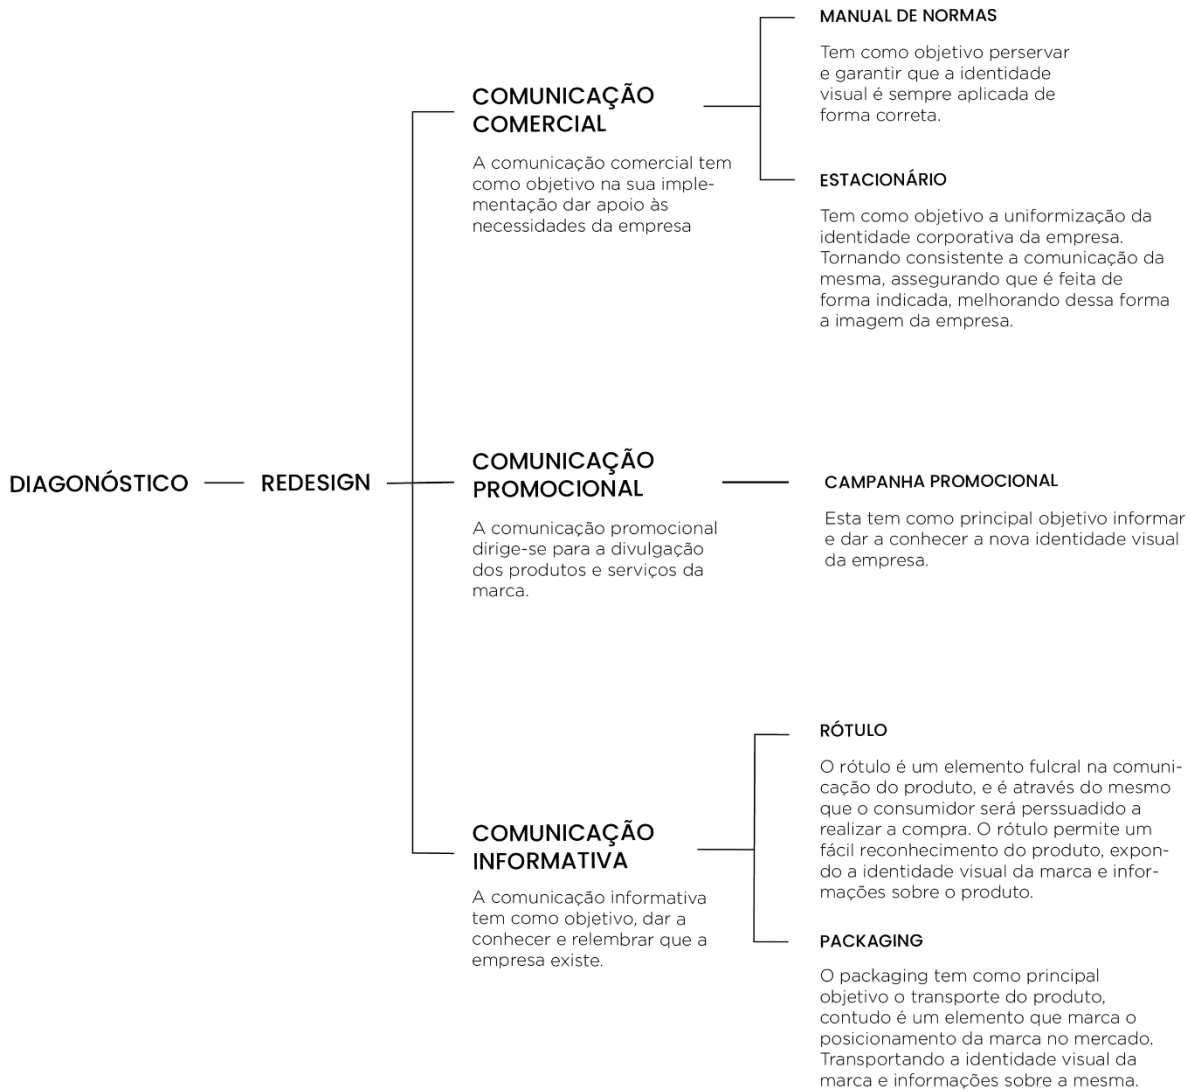 DIAGONÓSTICO
REDESIGN
COMUNICAÇÃO
COMERCIAL
A comunicação comercial tem
como objetivo na sua imple-
mentação dar apoio às
necessidades da empresa
MANUAL DE NORMAS
Tem como objetivo perservar
e garantir que a identidade
visual é sempre aplicada de
forma correta.
ESTACIONÁRIO
Tem como objetivo a uniformização da
identidade corporativa da empresa.
Tornando consistente a comunicação da
mesma, assegurando que é feita de
forma indicada, melhorando dessa forma
a imagem da empresa.
COMUNICAÇÃO
PROMOCIONAL
A comunicação promocional
dirige-se para a divulgação
dos produtos e serviços da
marca.
CAMPANHA PROMOCIONAL
Esta tem como principal objetivo informar
e dar a conhecer a nova identidade visual
da empresa.
COMUNICAÇÃO
INFORMATIVA
A comunicação informativa
tem como objetivo, dar a
conhecer e relembrar que a
empresa existe.
RÓTULO
O rótulo é um elemento fulcral na comuni-
cação do produto, e é através do mesmo
que o consumidor será perssuadido a
realizar a compra. O rótulo permite um
fácil reconhecimento do produto, expon-
do a identidade visual da marca e infor-
mações sobre o produto.
PACKAGING
O packaging tem como principal
objetivo o transporte do produto,
contudo é um elemento que marca o
posicionamento da marca no mercado.
Transportando a identidade visual da
marca e informações sobre a mesma.